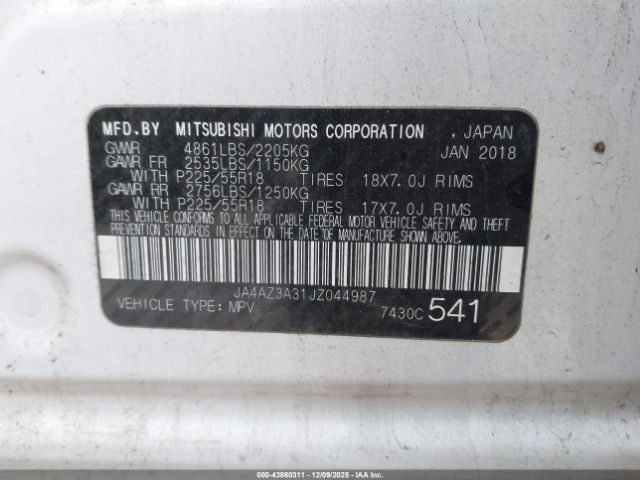 MFD.BY MITSUBISHI MOTORS CORPORATION . JAPAN
GVWR 4861LBS/2205KG JAN 2018
GAWR FR 2535LBS/1150KG
WITH P225/55R18 TIRES 18X7.0J RIMS
GAWR RR 2756LBS/1250KG
WITH P225/55R18 TIRES 17X7.0J RIMS
THIS VEHICLE CONFORMS TO ALL APPLICABLE FEDERAL MOTOR VEHICLE SAFETY AND THEFT
PREVENTION STANDARDS IN EFFECT ON THE DATE OF MANUFACTURE SHOWN ABOVE.
JA4AZ3A31JZ044987
VEHICLE TYPE: MPV 7430C 541
000-43860311 - 12/09/2025 - IAAI